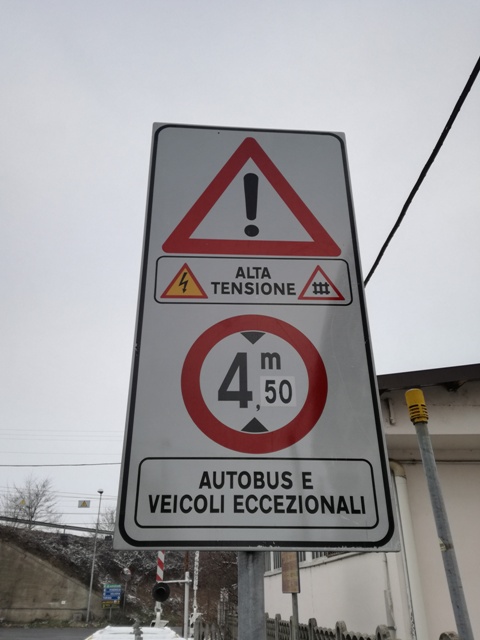 !
ALTA
TENSIONE
4,50 m
AUTOBUS E
VEICOLI ECCEZIONALI